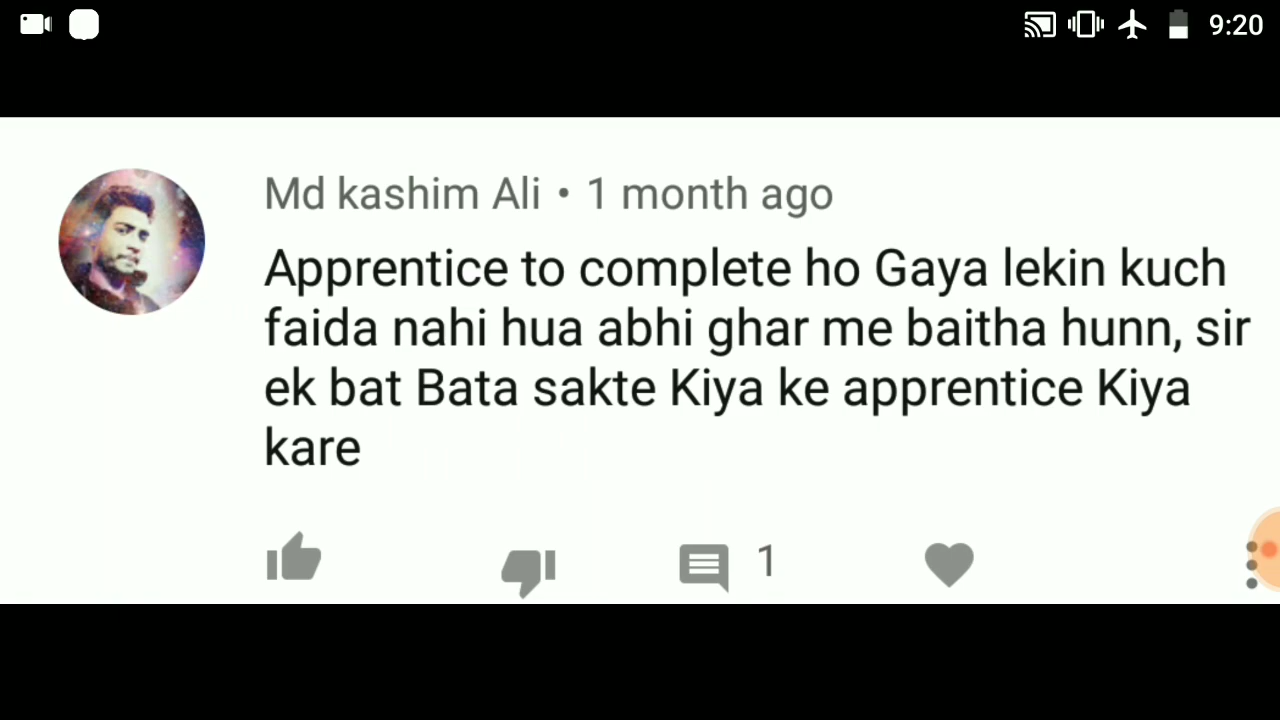 9:20
Md kashim Ali • 1 month ago
Apprentice to complete ho Gaya lekin kuch
faida nahi hua abhi ghar me baitha hunn, sir
ek bat Bata sakte Kiya ke apprentice Kiya
kare
1